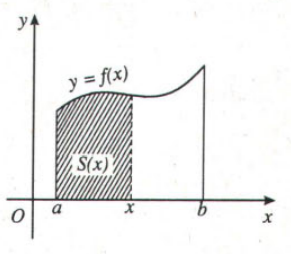 y
y = f(x)
S(x)
O a x b x